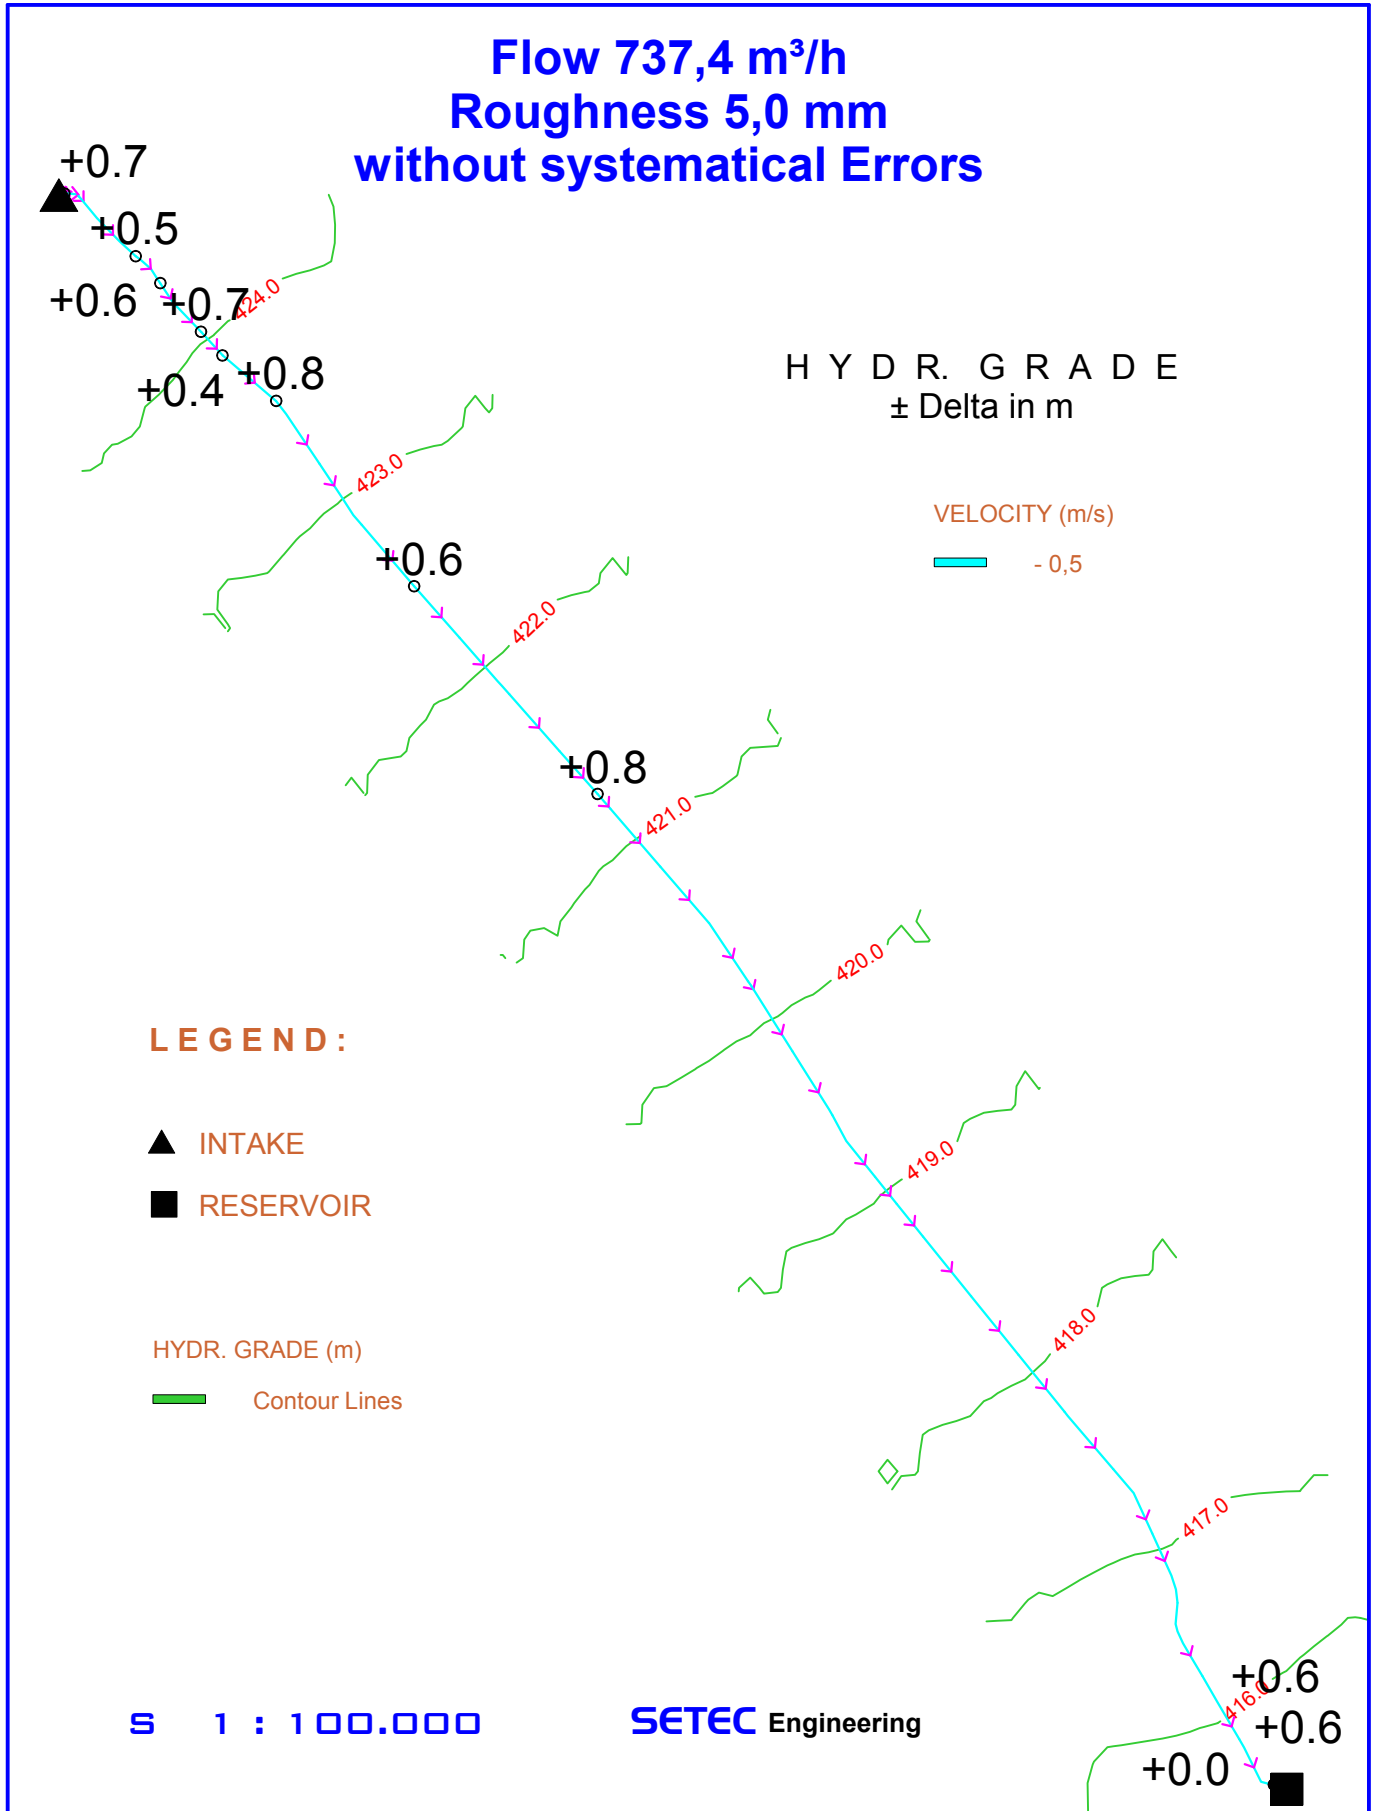 Flow 737,4 m³/h
Roughness 5,0 mm
without systematical Errors
+0.7
+0.5
+0.6
+0.7
424.0
+0.4
+0.8
H Y D R. G R A D E
± Delta in m
423.0
VELOCITY (m/s)
- 0,5
+0.6
422.0
+0.8
421.0
420.0
L E G E N D :
INTAKE
419.0
RESERVOIR
418.0
HYDR. GRADE (m)
Contour Lines
417.0
+0.6
416.0
+0.6
S 1 : 100.000
SETEC Engineering
+0.0